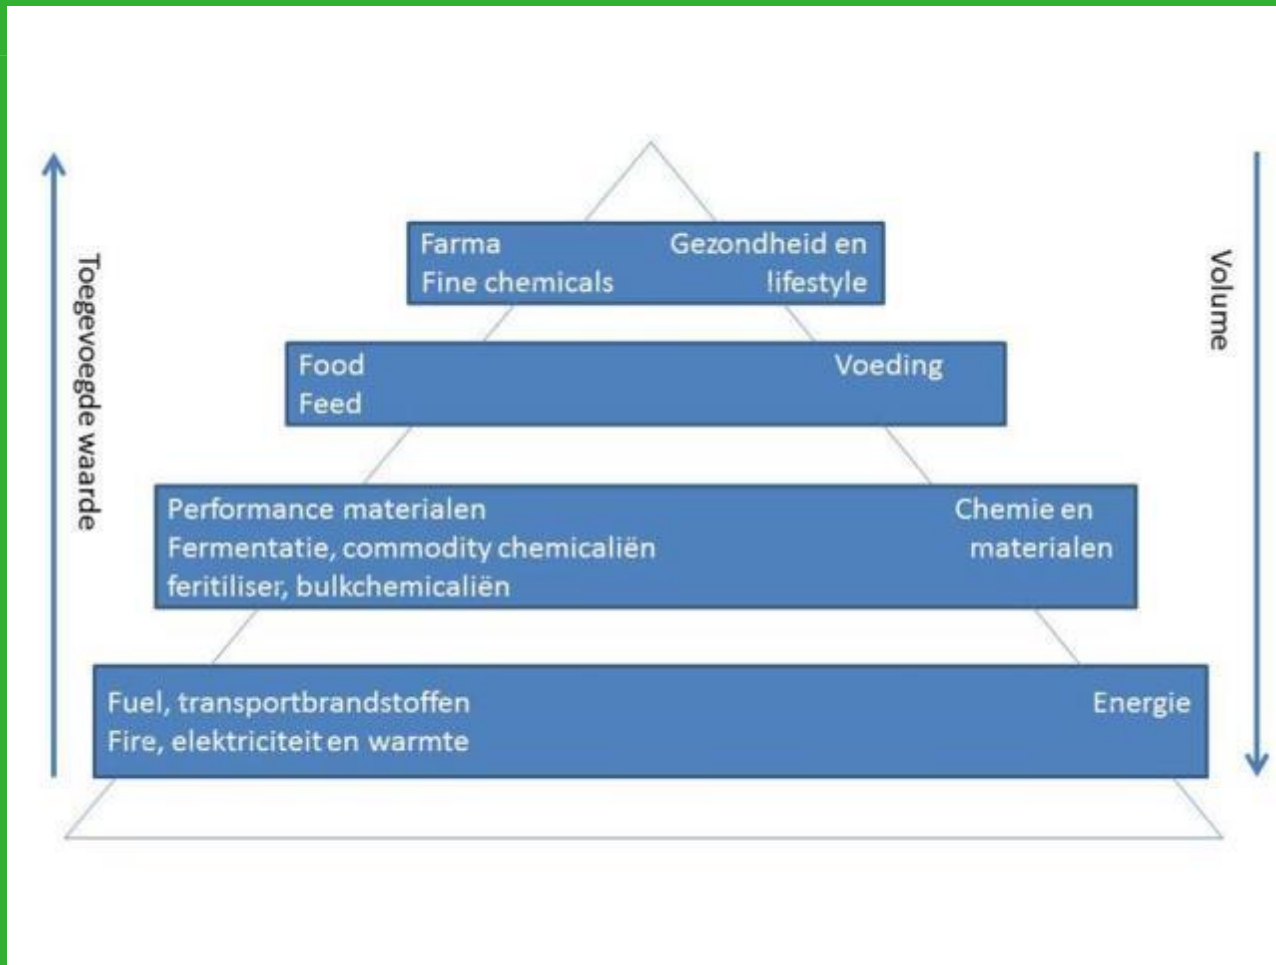 Toegevoegde waarde
Volume
Farma
Fine chemicals
Gezondheid en
lifestyle
Food
Feed
Voeding
Performance materialen
Fermentatie, commodity chemicaliën
feritiliser, bulkchemicaliën
Chemie en
materialen
Fuel, transportbrandstoffen
Fire, elektriciteit en warmte
Energie